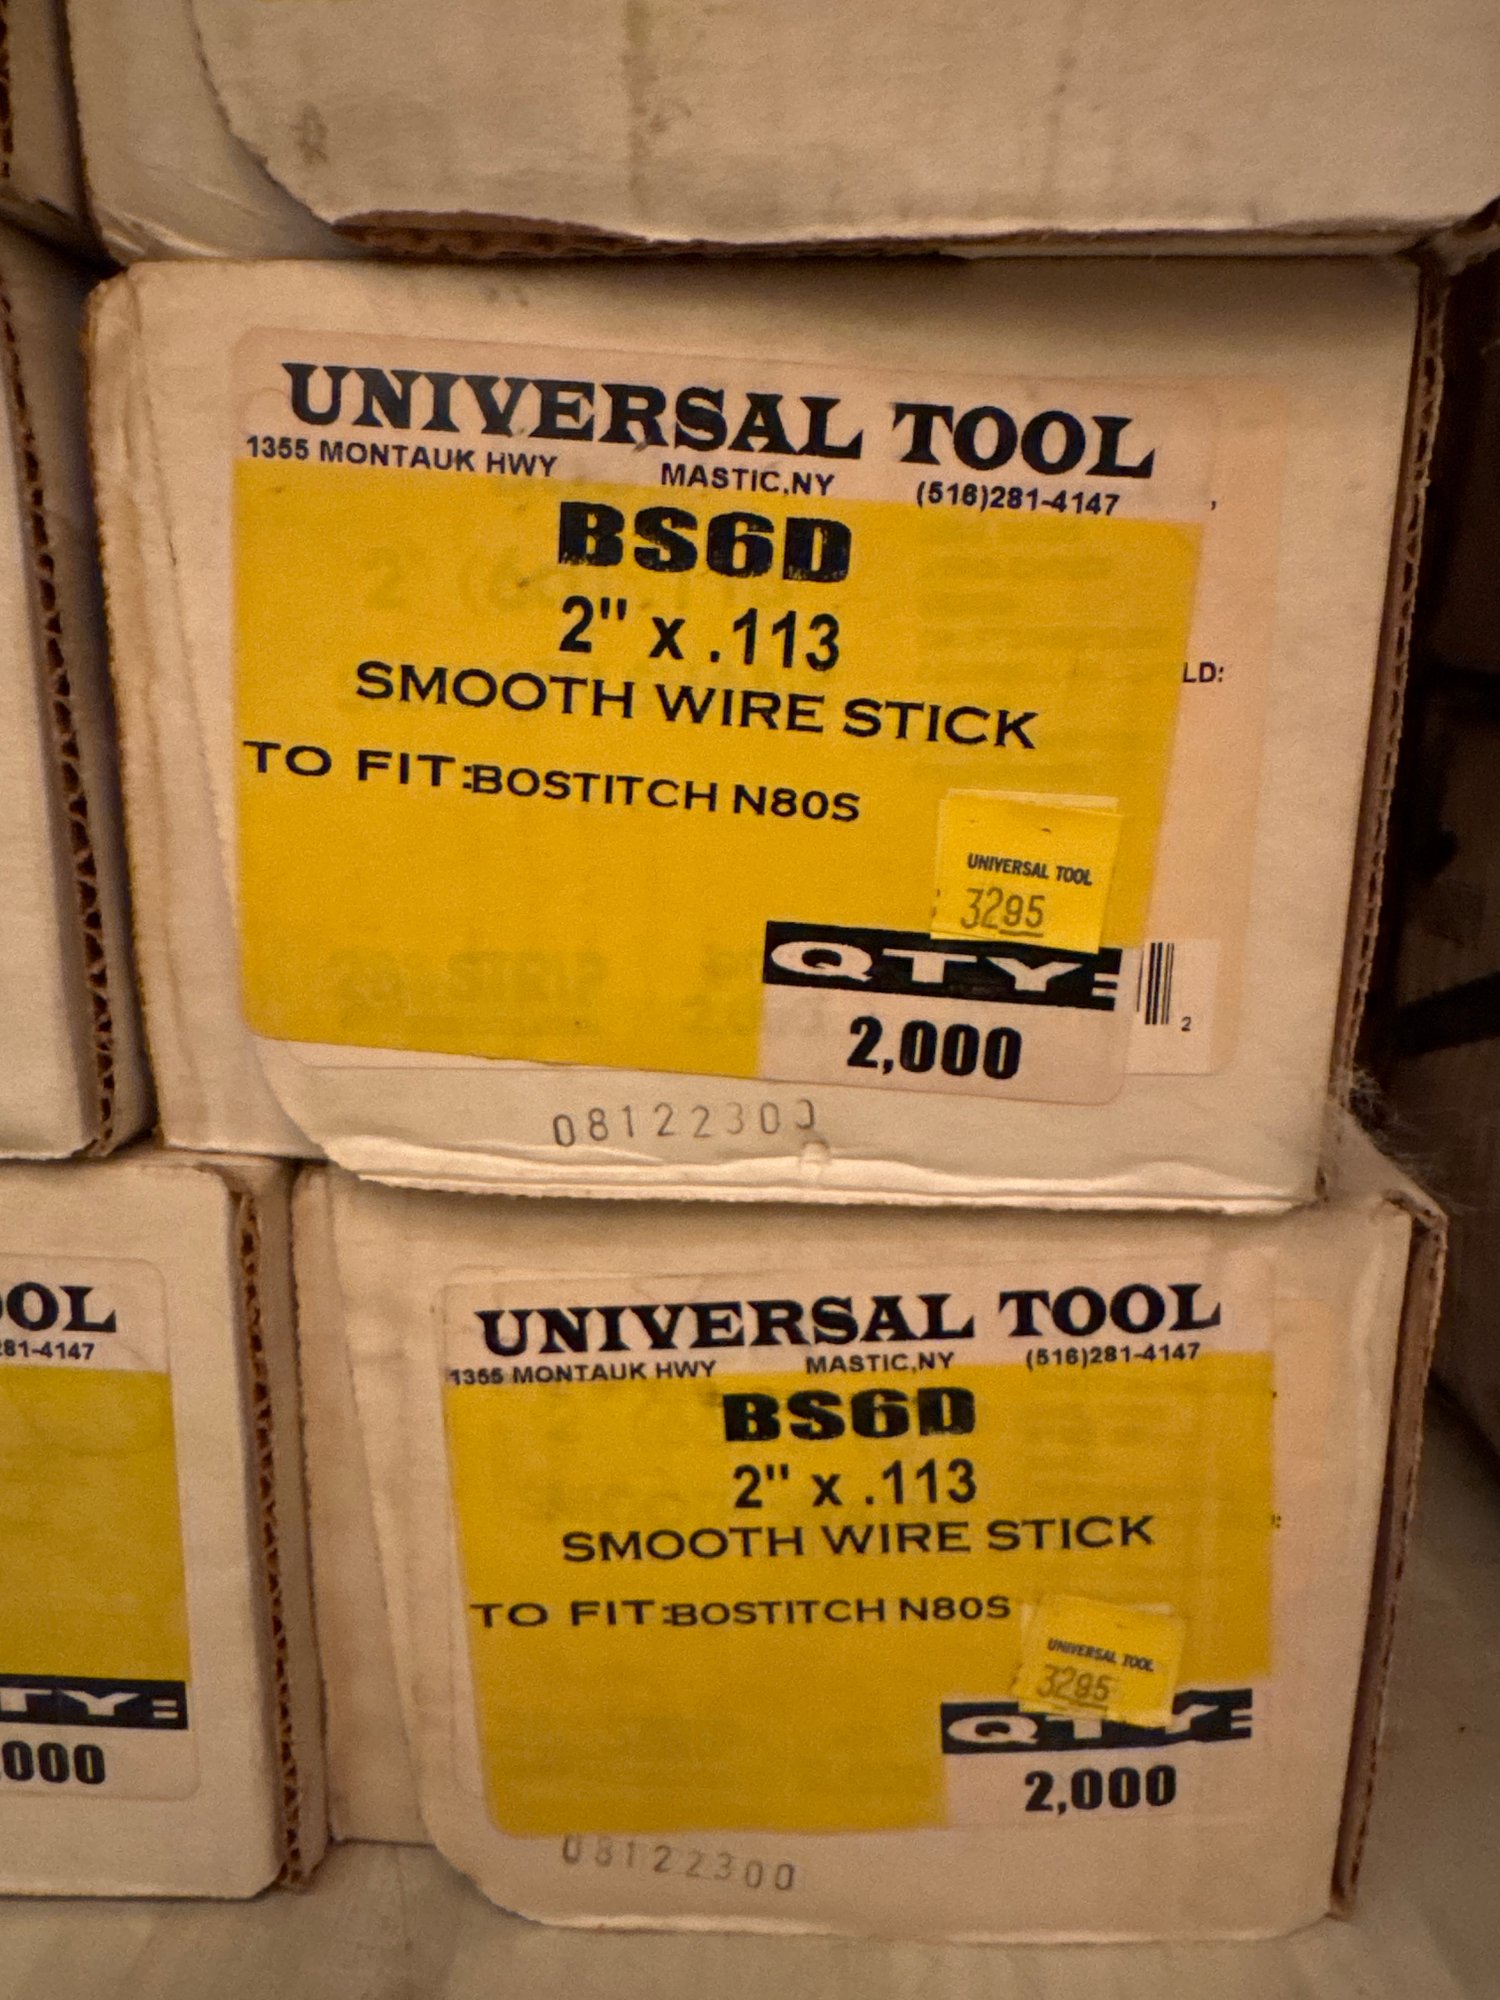 UNIVERSAL TOOL
1355 MONTAUK HWY MASTIC,NY (516)281-4147
BS6D
2" x .113
SMOOTH WIRE STICK
LD:
TO FIT:BOSTITCH N80S
UNIVERSAL TOOL
3295
QTY:
2
2,000
08122300
OOL
281-4147
TY:
,000
UNIVERSAL TOOL
1355 MONTAUK HWY MASTIC,NY (516)281-4147
BS6D
2" x .113
SMOOTH WIRE STICK
TO FIT:BOSTITCH N80S
UNIVERSAL TOOL
3295
QTY:
2,000
08122300